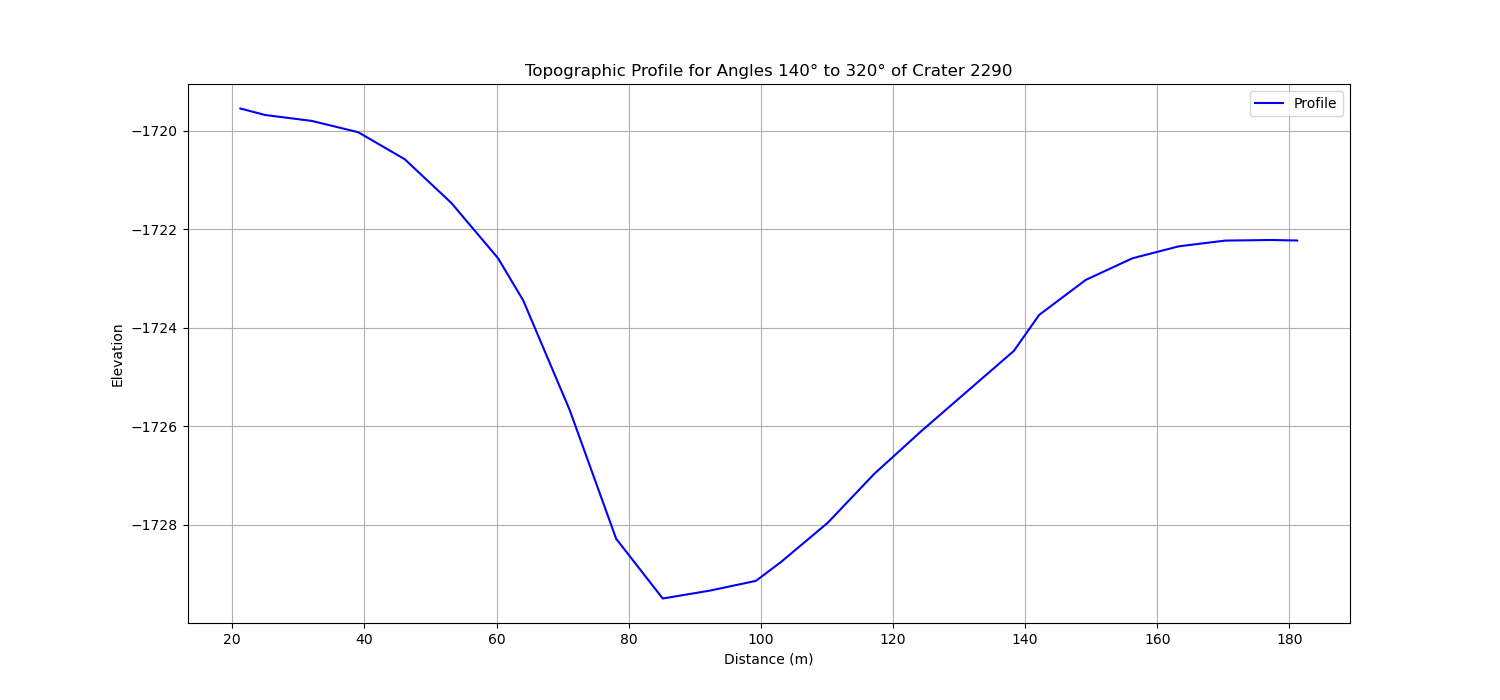 Topographic Profile for Angles 140° to 320° of Crater 2290
Profile
Elevation
−1720
−1722
−1724
−1726
−1728
20 40 60 80 100 120 140 160 180
Distance (m)